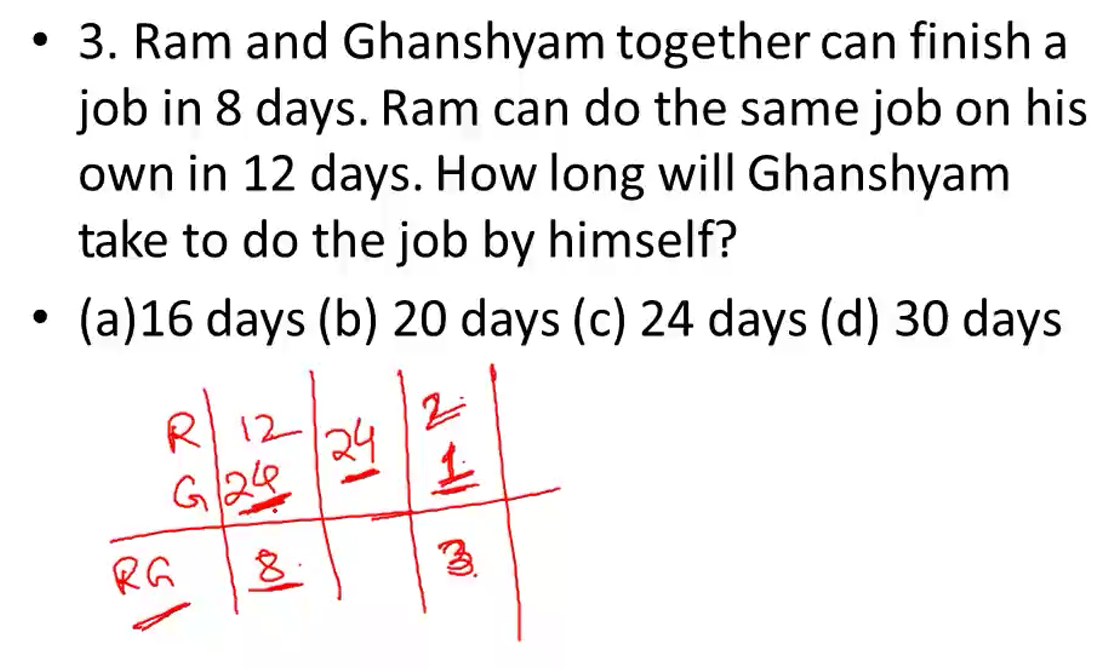 • 3. Ram and Ghanshyam together can finish a
job in 8 days. Ram can do the same job on his
own in 12 days. How long will Ghanshyam
take to do the job by himself?
• (a)16 days (b) 20 days (c) 24 days (d) 30 days
R 12 24 2
G 24 1
RG 8 3